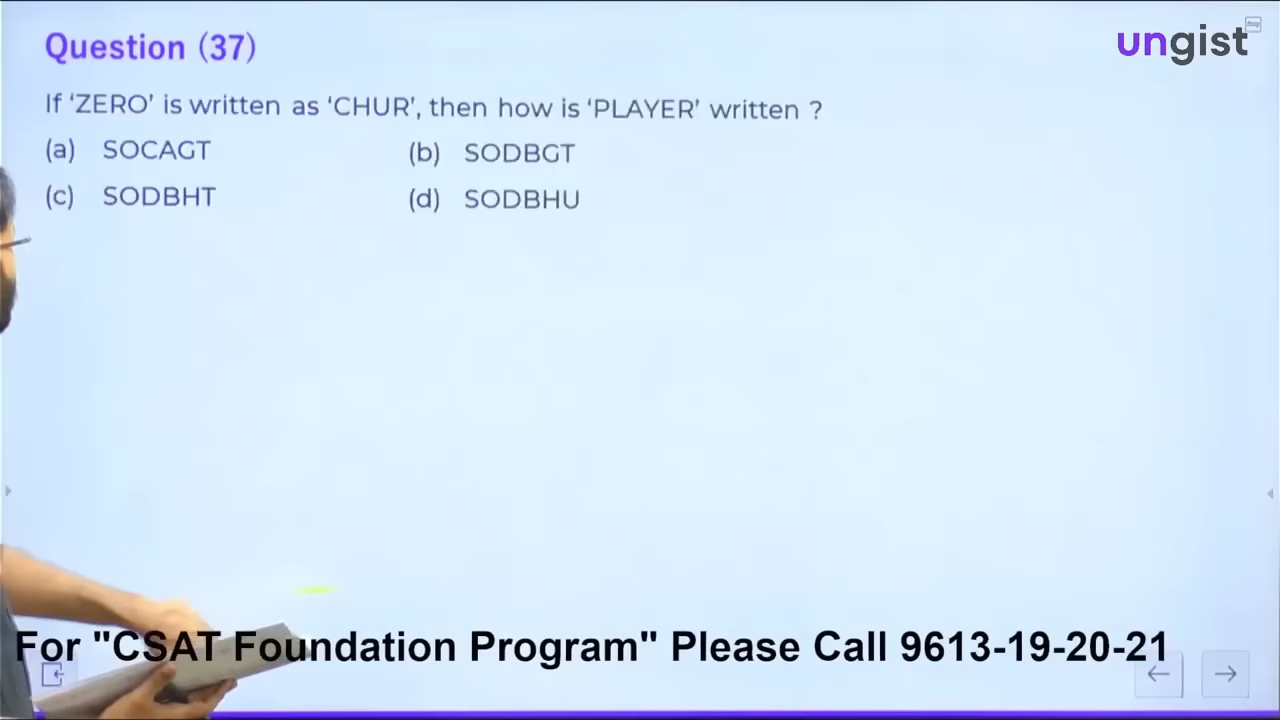 Question (37)
ungist
If ‘ZERO’ is written as ‘CHUR’, then how is ‘PLAYER’ written ?
(a) SOCAGT (b) SODBGT
(c) SODBHT (d) SODBHU
For "CSAT Foundation Program" Please Call 9613-19-20-21